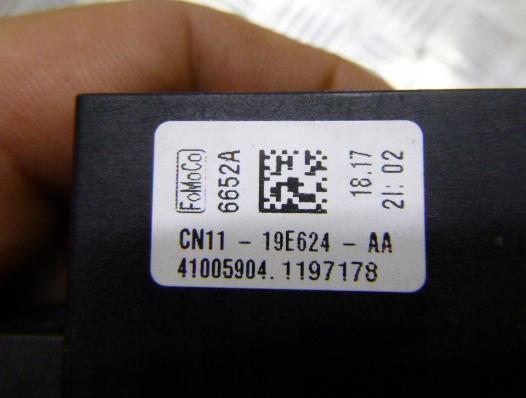 FoMoCo
6652A
18.17
21:02
CN11 - 19E624 - AA
41005904.1197178